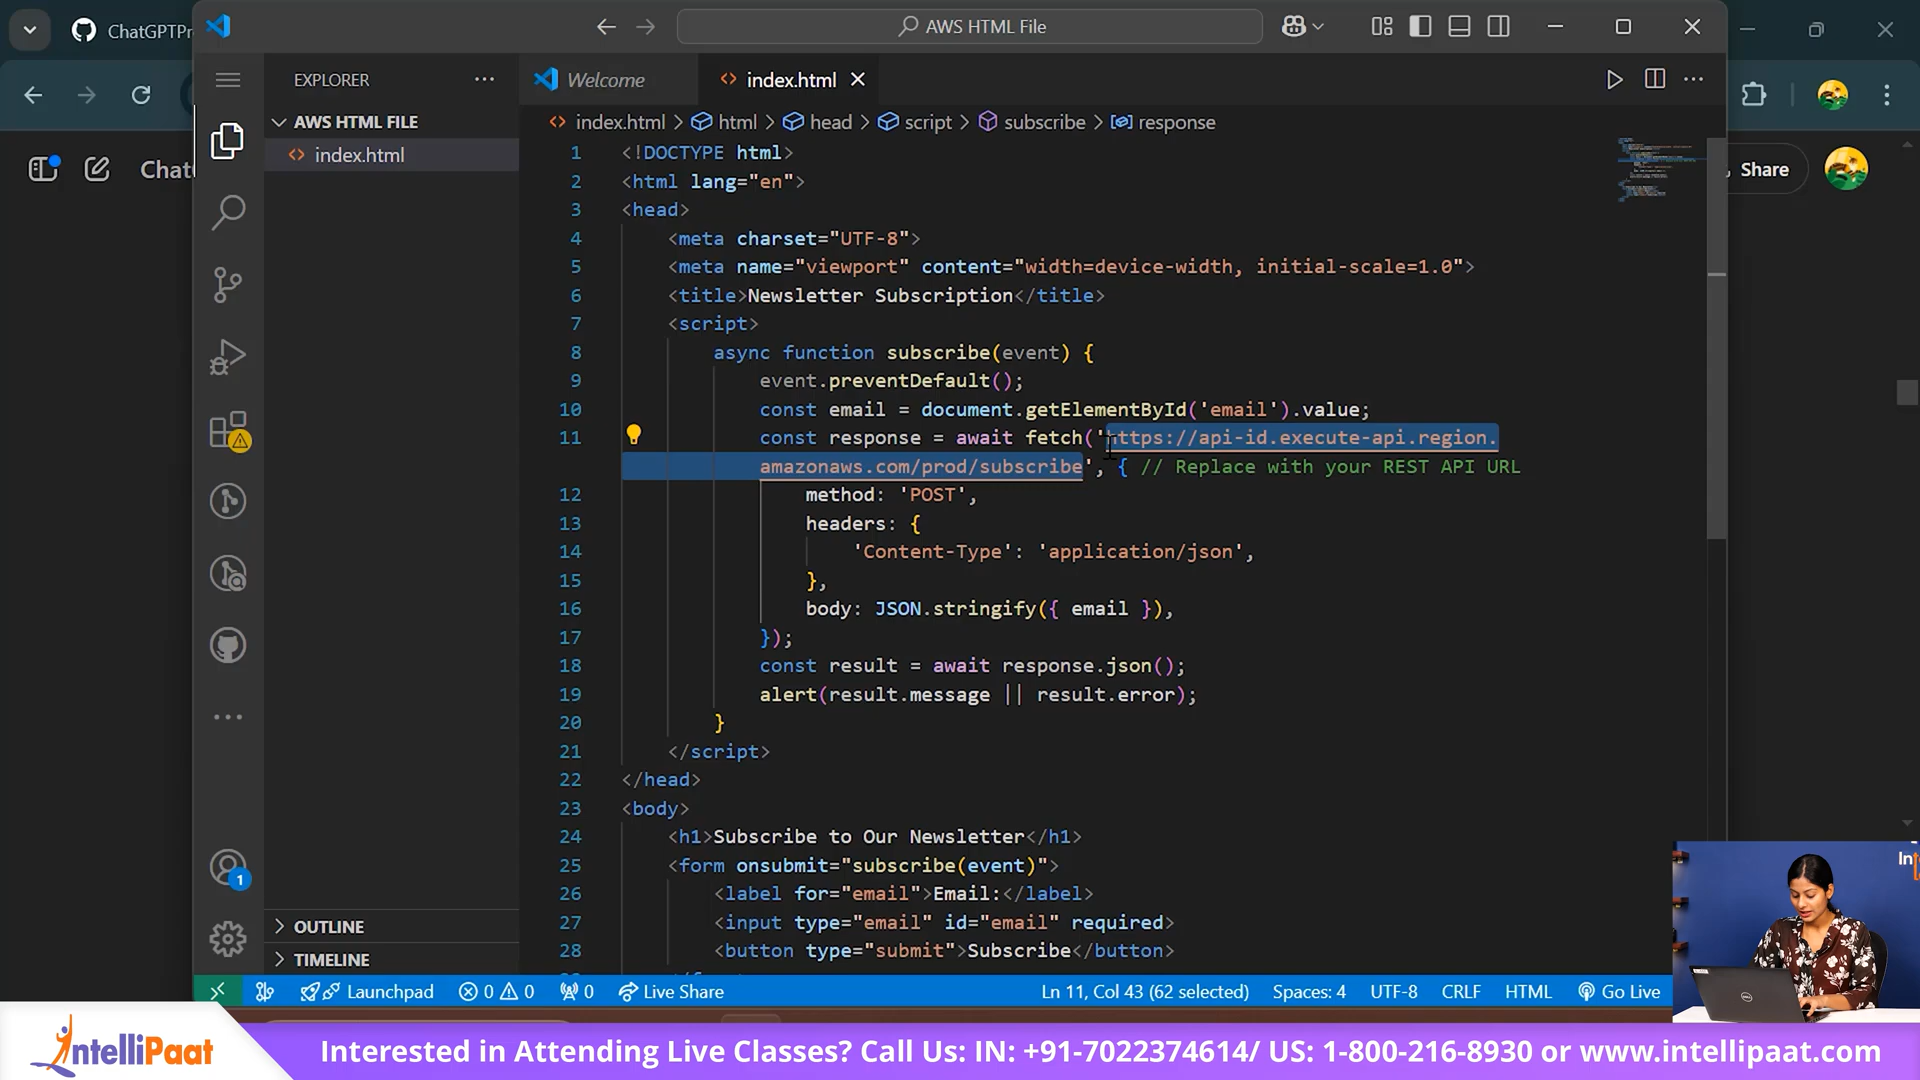 ChatGPTPr
AWS HTML File
EXPLORER
Welcome
index.html
AWS HTML FILE
index.html
index.html > html > head > script > subscribe > response
Chat
Share
1 <!DOCTYPE html>
2 <html lang="en">
3 <head>
4 <meta charset="UTF-8">
5 <meta name="viewport" content="width=device-width, initial-scale=1.0">
6 <title>Newsletter Subscription</title>
7 <script>
8 async function subscribe(event) {
9 event.preventDefault();
10 const email = document.getElementById('email').value;
11 const response = await fetch('https://api-id.execute-api.region.
amazonaws.com/prod/subscribe', { // Replace with your REST API URL
12 method: 'POST',
13 headers: {
14 'Content-Type': 'application/json',
15 },
16 body: JSON.stringify({ email }),
17 });
18 const result = await response.json();
19 alert(result.message || result.error);
20 }
21 </script>
22 </head>
23 <body>
24 <h1>Subscribe to Our Newsletter</h1>
25 <form onsubmit="subscribe(event)">
26 <label for="email">Email:</label>
27 <input type="email" id="email" required>
28 <button type="submit">Subscribe</button>
1
OUTLINE
TIMELINE
Launchpad 0 0 0 Live Share Ln 11, Col 43 (62 selected) Spaces: 4 UTF-8 CRLF HTML Go Live
IntelliPaat
Interested in Attending Live Classes? Call Us: IN: +91-7022374614/ US: 1-800-216-8930 or www.intellipaat.com